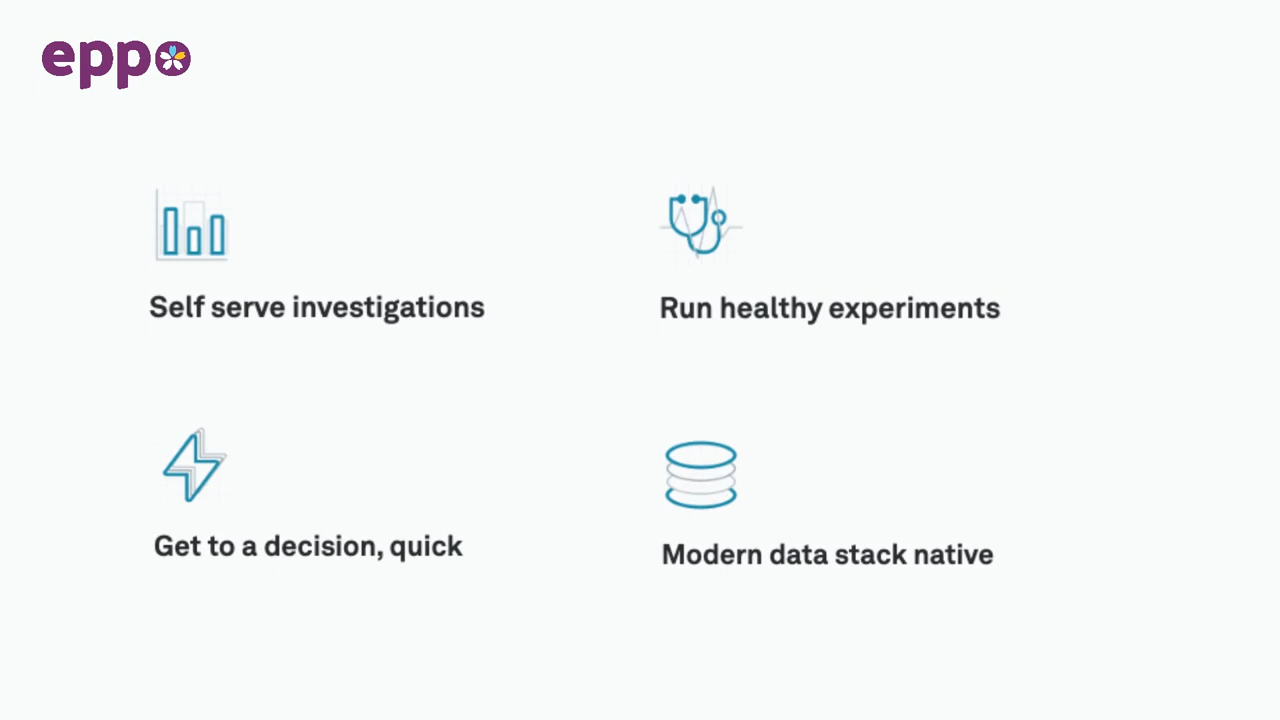 eppo
Self serve investigations
Run healthy experiments
Get to a decision, quick
Modern data stack native